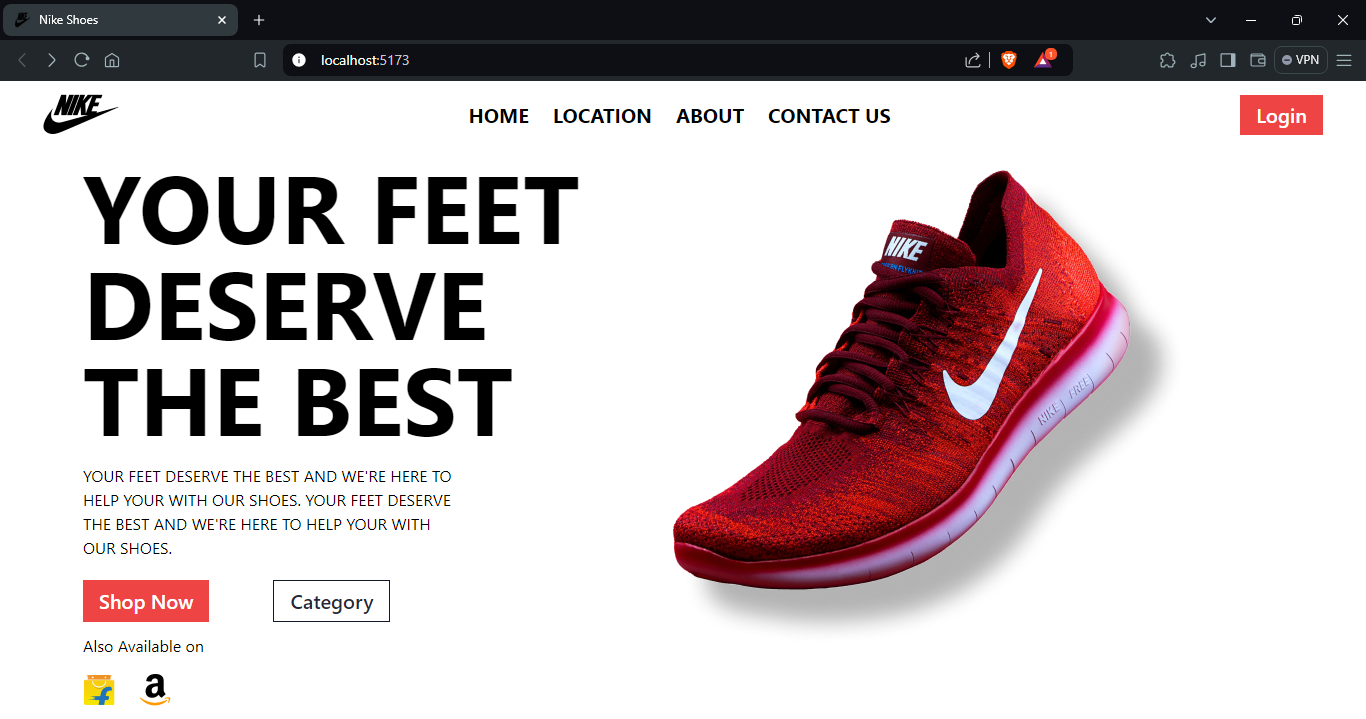 Nike Shoes
localhost:5173
1
VPN
NIKE
HOME LOCATION ABOUT CONTACT US
Login
YOUR FEET
DESERVE
THE BEST
YOUR FEET DESERVE THE BEST AND WE'RE HERE TO
HELP YOUR WITH OUR SHOES. YOUR FEET DESERVE
THE BEST AND WE'RE HERE TO HELP YOUR WITH
OUR SHOES.
Shop Now
Category
Also Available on
f
a
NIKE
NIKE FREE